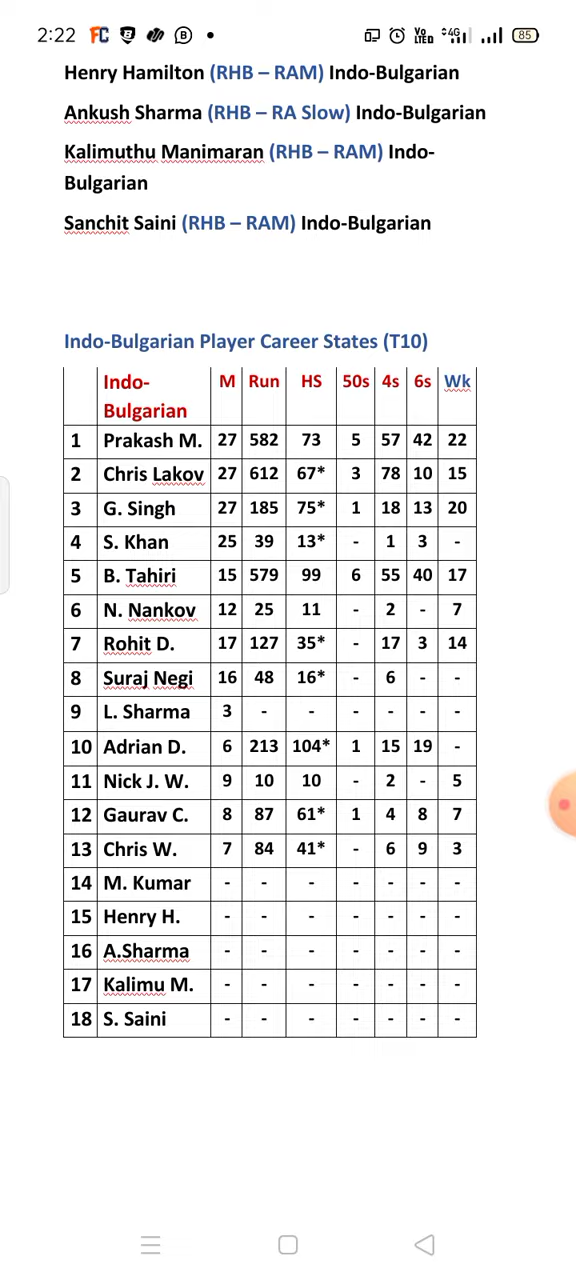 2:22 FC B B • Vo LTED 4G 85
Henry Hamilton (RHB – RAM) Indo-Bulgarian
Ankush Sharma (RHB – RA Slow) Indo-Bulgarian
Kalimuthu Manimaran (RHB – RAM) Indo-
Bulgarian
Sanchit Saini (RHB – RAM) Indo-Bulgarian
Indo-Bulgarian Player Career States (T10)
Indo- M Run HS 50s 4s 6s Wk
Bulgarian
1 Prakash M. 27 582 73 5 57 42 22
2 Chris Lakov 27 612 67* 3 78 10 15
3 G. Singh 27 185 75* 1 18 13 20
4 S. Khan 25 39 13* - 1 3 -
5 B. Tahiri 15 579 99 6 55 40 17
6 N. Nankov 12 25 11 - 2 - 7
7 Rohit D. 17 127 35* - 17 3 14
8 Suraj Negi 16 48 16* - 6 - -
9 L. Sharma 3 - - - - - -
10 Adrian D. 6 213 104* 1 15 19 -
11 Nick J. W. 9 10 10 - 2 - 5
12 Gaurav C. 8 87 61* 1 4 8 7
13 Chris W. 7 84 41* - 6 9 3
14 M. Kumar - - - - - - -
15 Henry H. - - - - - - -
16 A.Sharma - - - - - - -
17 Kalimu M. - - - - - - -
18 S. Saini - - - - - - -